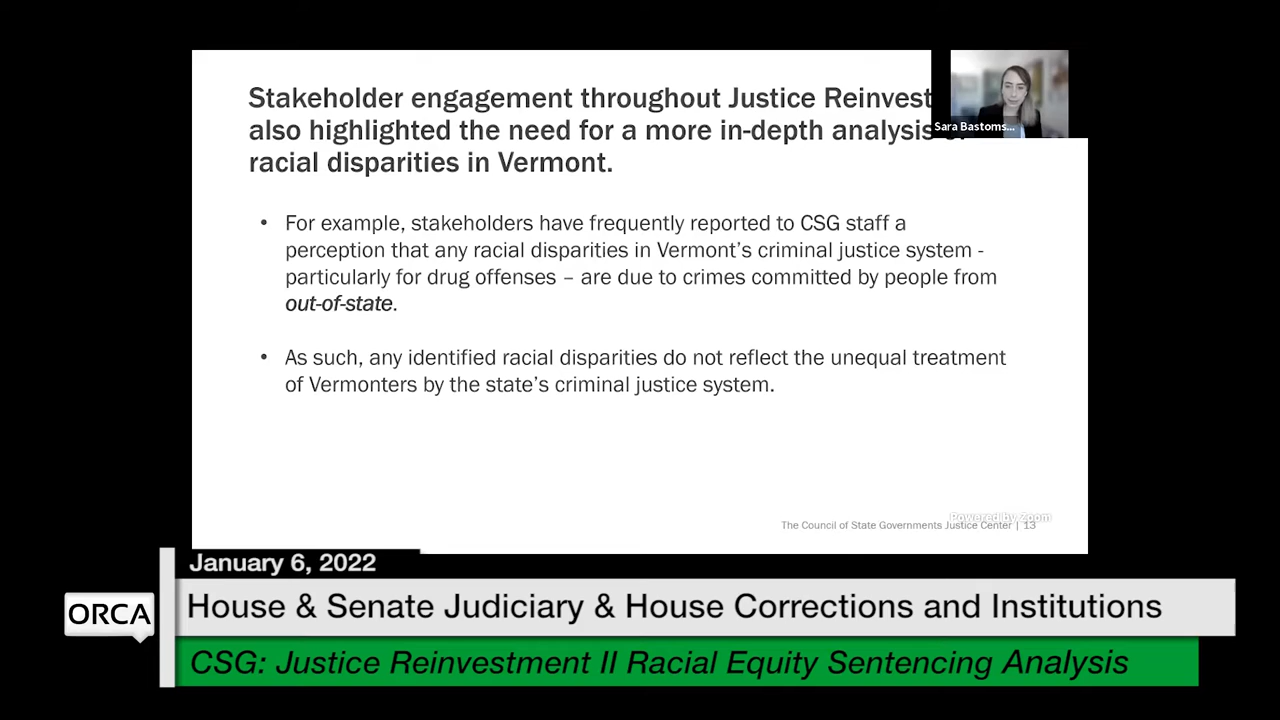 Stakeholder engagement throughout Justice Reinvest
also highlighted the need for a more in-depth analysis
racial disparities in Vermont.
Sara Bastoms...
• For example, stakeholders have frequently reported to CSG staff a
perception that any racial disparities in Vermont's criminal justice system -
particularly for drug offenses – are due to crimes committed by people from
out-of-state.
• As such, any identified racial disparities do not reflect the unequal treatment
of Vermonters by the state's criminal justice system.
Powered by Zoom
The Council of State Governments Justice Center | 13
January 6, 2022
ORCA
House & Senate Judiciary & House Corrections and Institutions
CSG: Justice Reinvestment II Racial Equity Sentencing Analysis